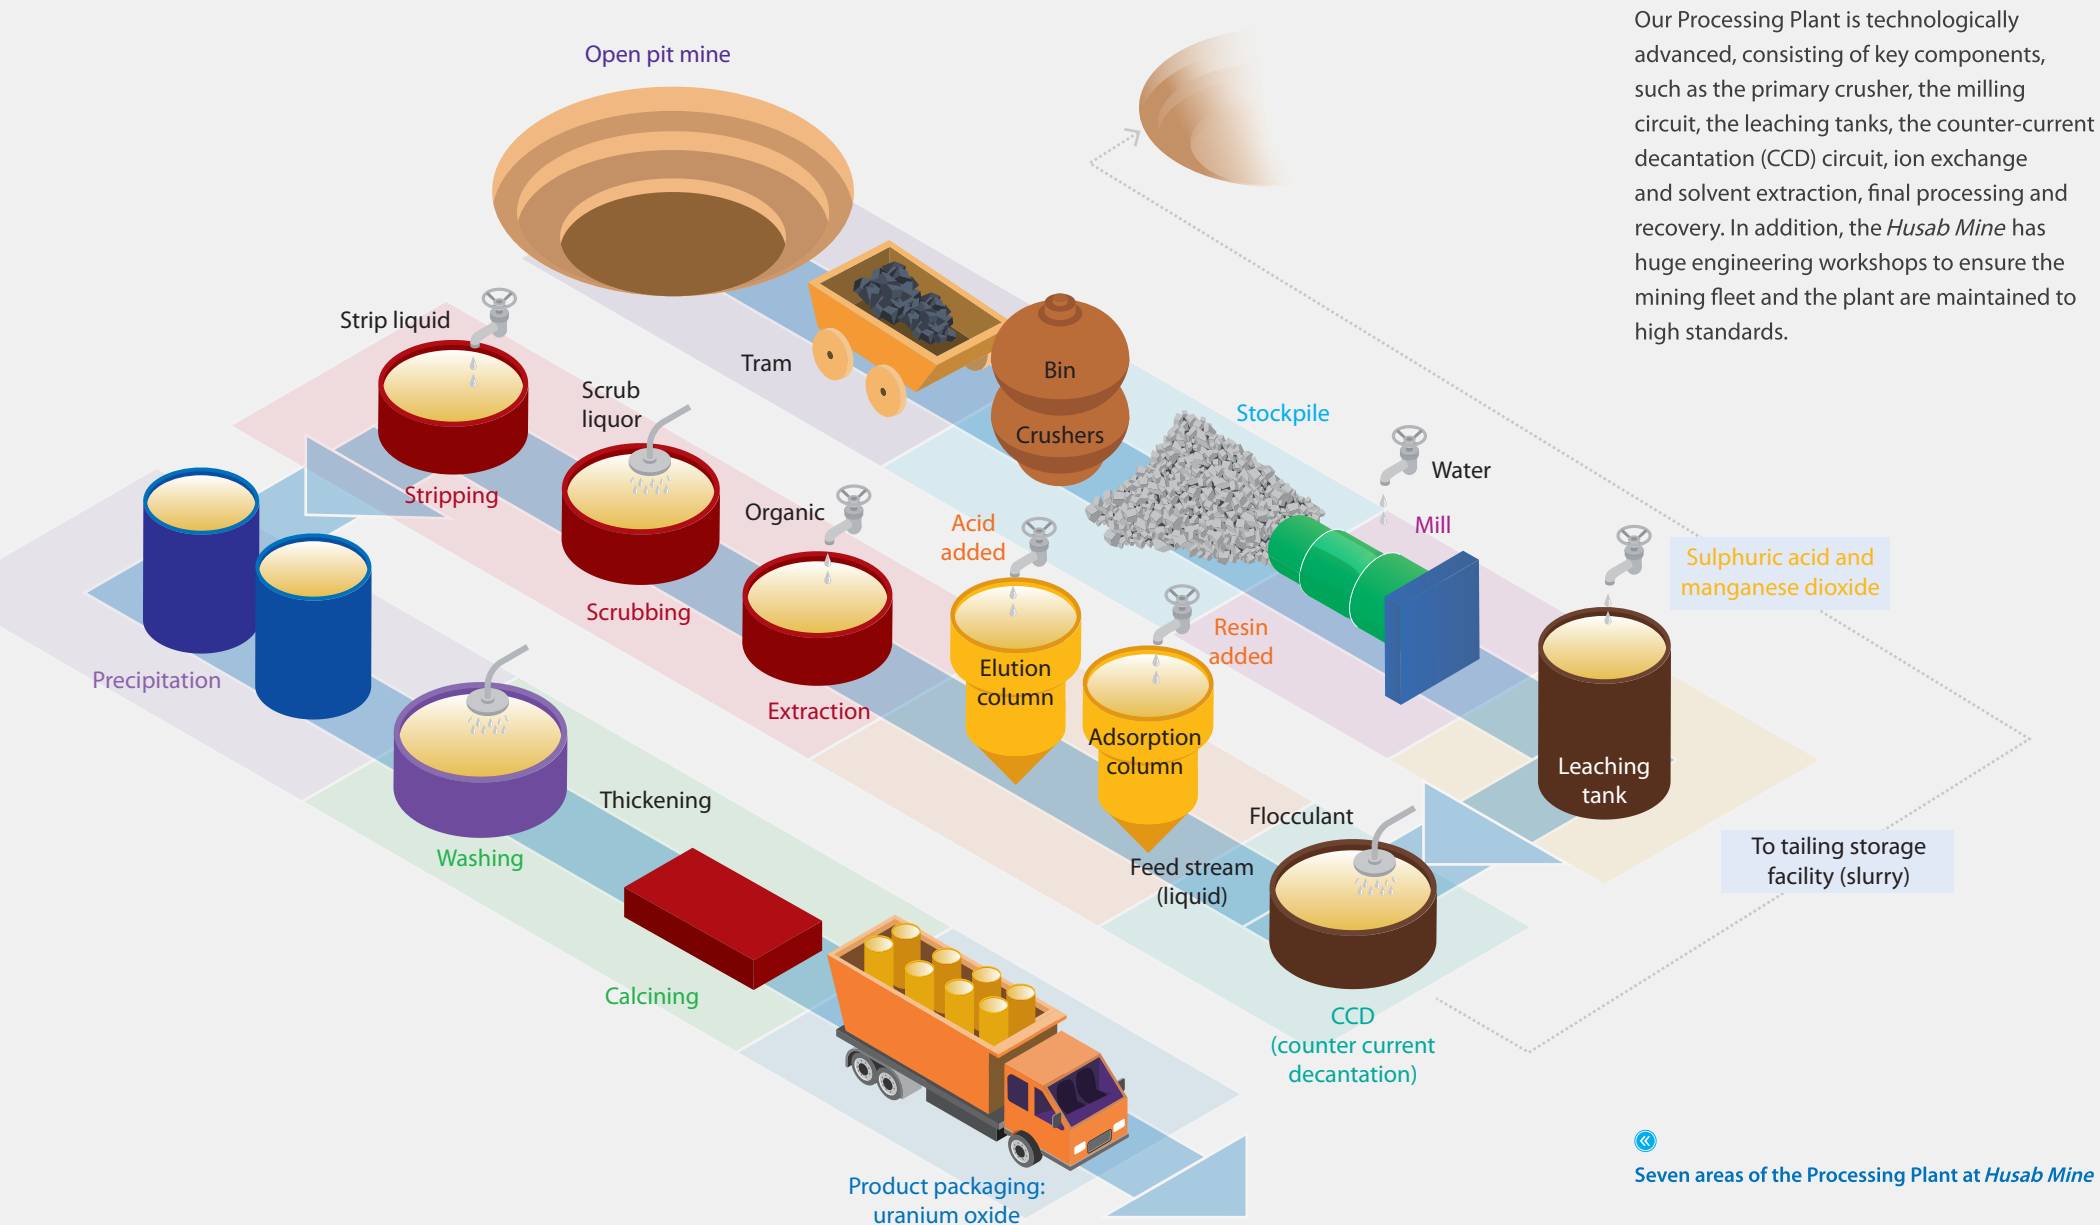 Our Processing Plant is technologically
advanced, consisting of key components,
such as the primary crusher, the milling
circuit, the leaching tanks, the counter-current
decantation (CCD) circuit, ion exchange
and solvent extraction, final processing and
recovery. In addition, the Husab Mine has
huge engineering workshops to ensure the
mining fleet and the plant are maintained to
high standards.
Open pit mine
Tram
Bin
Crushers
Stockpile
Water
Mill
Sulphuric acid and
manganese dioxide
Leaching
tank
To tailing storage
facility (slurry)
Flocculant
CCD
(counter current
decantation)
Feed stream
(liquid)
Resin
added
Adsorption
column
Acid
added
Elution
column
Organic
Extraction
Scrub
liquor
Scrubbing
Strip liquid
Stripping
Precipitation
Washing
Thickening
Calcining
Product packaging:
uranium oxide
Seven areas of the Processing Plant at Husab Mine